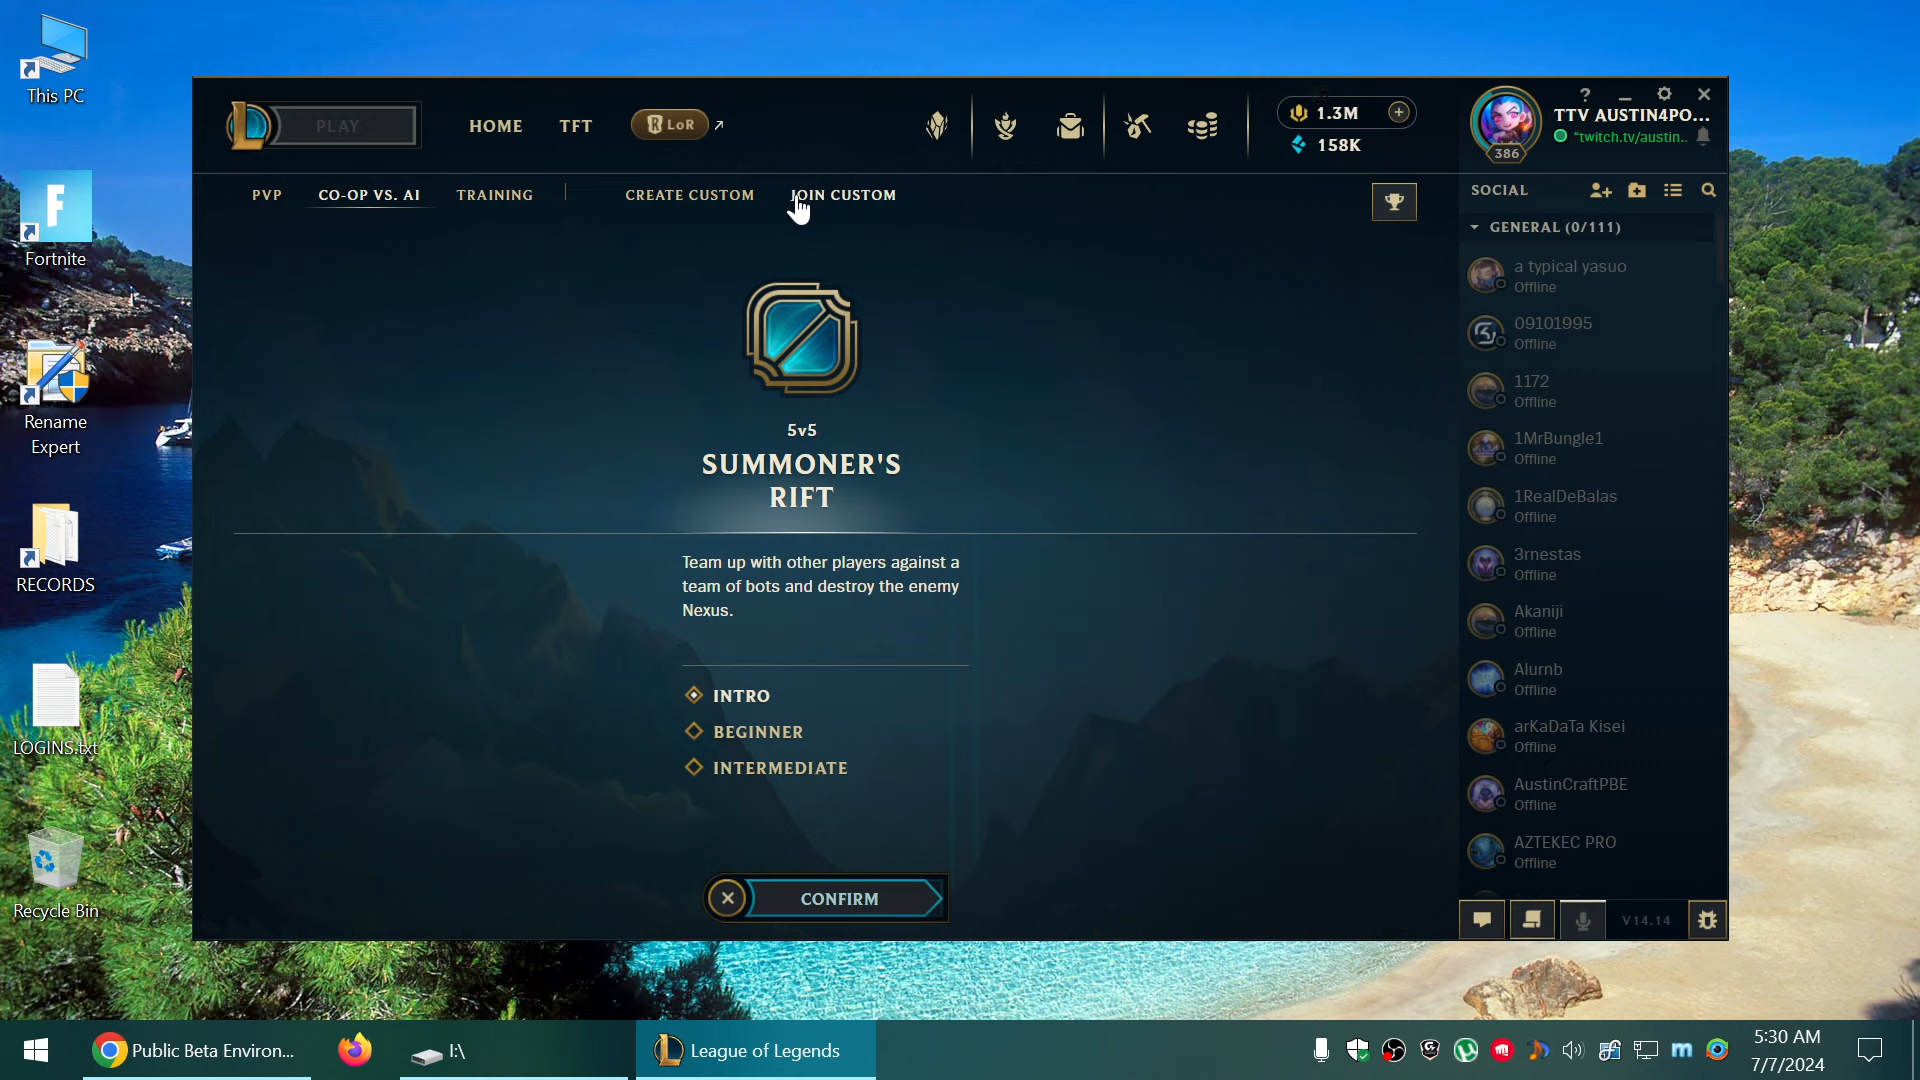 This PC
Fortnite
Rename
Expert
RECORDS
LOGINS.txt
Recycle Bin
PLAY
HOME
TFT
LoR
1.3M
158K
386
TTV AUSTIN4PO...
“twitch.tv/austin..
PVP
CO-OP VS. AI
TRAINING
CREATE CUSTOM
JOIN CUSTOM
5v5
SUMMONER'S
RIFT
Team up with other players against a
team of bots and destroy the enemy
Nexus.
INTRO
BEGINNER
INTERMEDIATE
CONFIRM
SOCIAL
GENERAL (0/111)
a typical yasuo
Offline
09101995
Offline
1172
Offline
1MrBungle1
Offline
1RealDeBalas
Offline
3rnestas
Offline
Akaniji
Offline
Alurnb
Offline
arKaDaTa Kisei
Offline
AustinCraftPBE
Offline
AZTEKEC PRO
Offline
V14.14
Public Beta Environ...
I:\
League of Legends
5:30 AM
7/7/2024